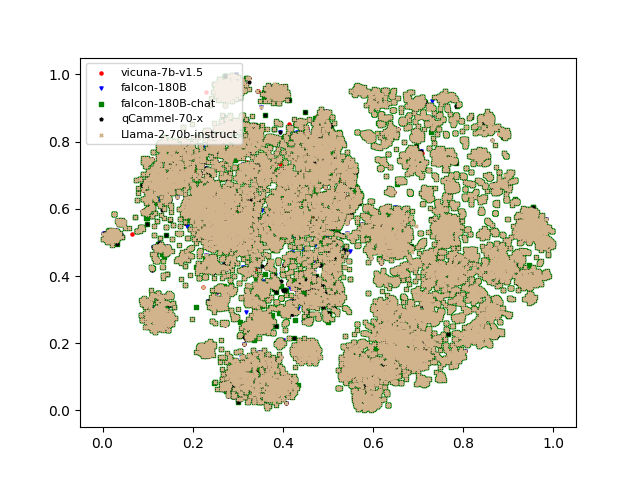 vicuna-7b-v1.5
falcon-180B
falcon-180B-chat
qCammel-70-x
Llama-2-70b-instruct
1.0
0.8
0.6
0.4
0.2
0.0
0.0 0.2 0.4 0.6 0.8 1.0